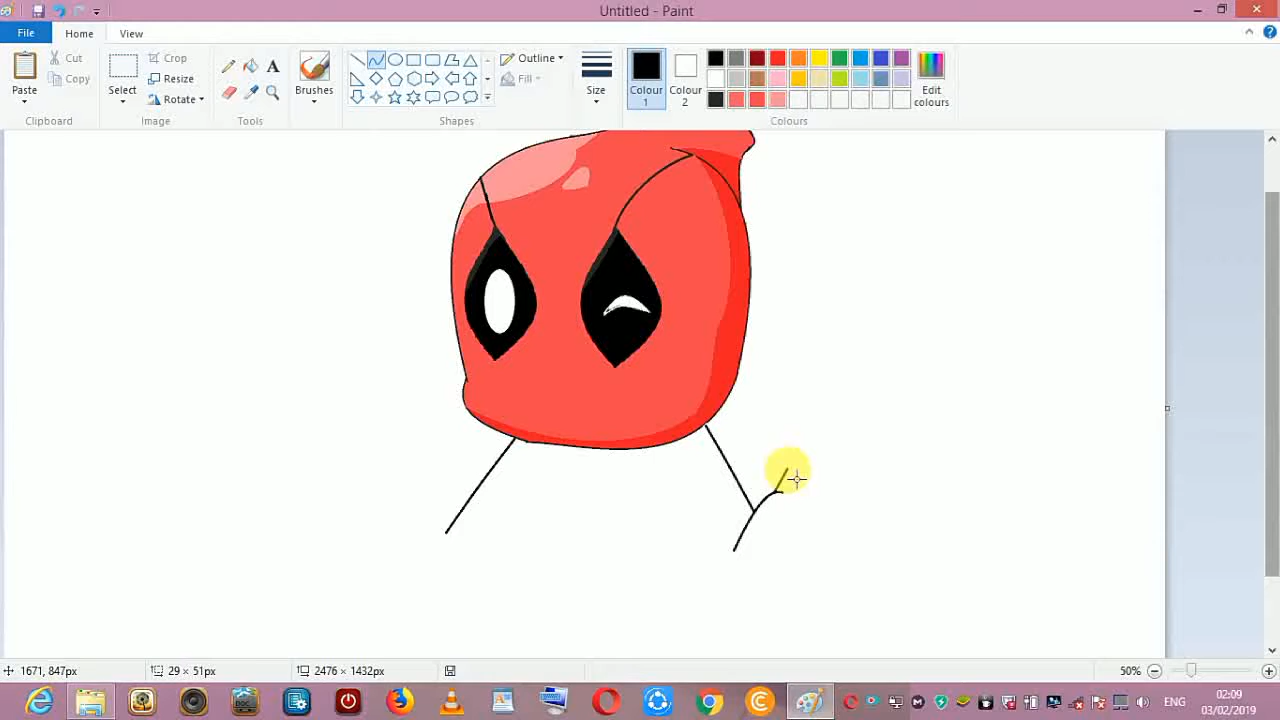 Untitled - Paint
File Home View
Paste
Cut
Copy
Clipboard
Select
Crop
Resize
Rotate
Image
A
Tools
Brushes
Shapes
Outline
Fill
Size
Colour
1
Colour
2
Edit
colours
Colours
1671, 847px
29 × 51px
2476 × 1432px
50%
DOC
ENG
02:09
03/02/2019